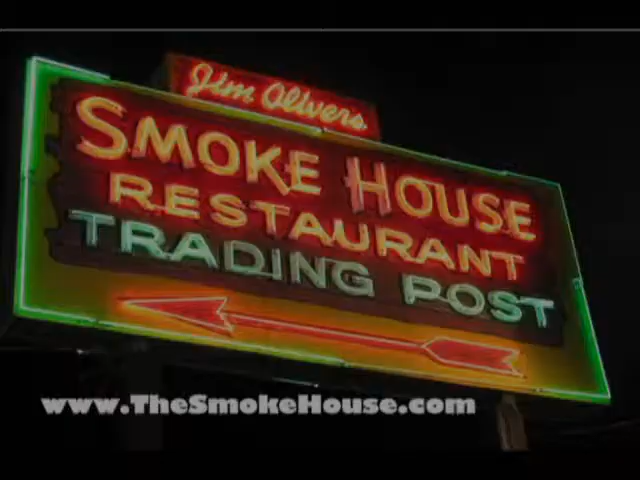 Jim Oliver's
SMOKE HOUSE
RESTAURANT
TRADING POST
www.TheSmokeHouse.com